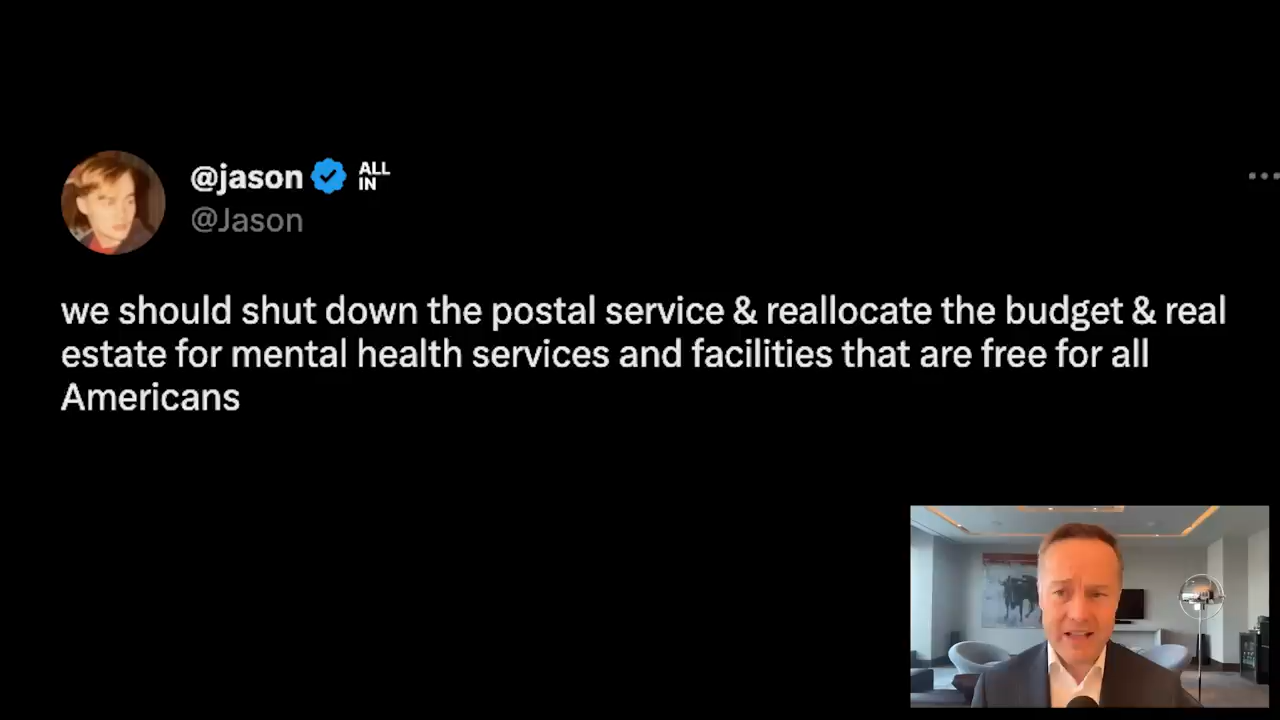 @jason ALL
IN
@Jason
we should shut down the postal service & reallocate the budget & real
estate for mental health services and facilities that are free for all
Americans